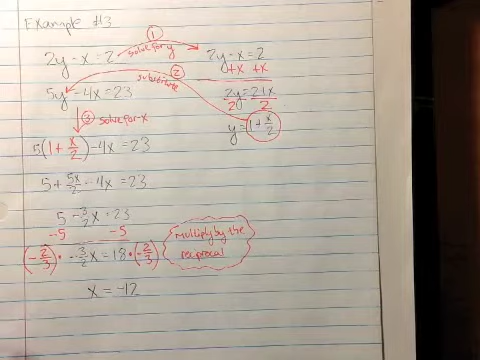 Example #3
①
2y - x = 2 solve for y 2y - x = 2
② substitute +x +x
5y - 4x = 23 2y = 2 + x
2 2
③ solve for x y = 1 + x/2
5(1 + x/2) - 4x = 23
5 + 5x/2 - 4x = 23
5 - 3/2 x = 23
-5 -5 Multiply by the
(-2/3) • -3/2 x = 18 • (-2/3) reciprocal
x = -12